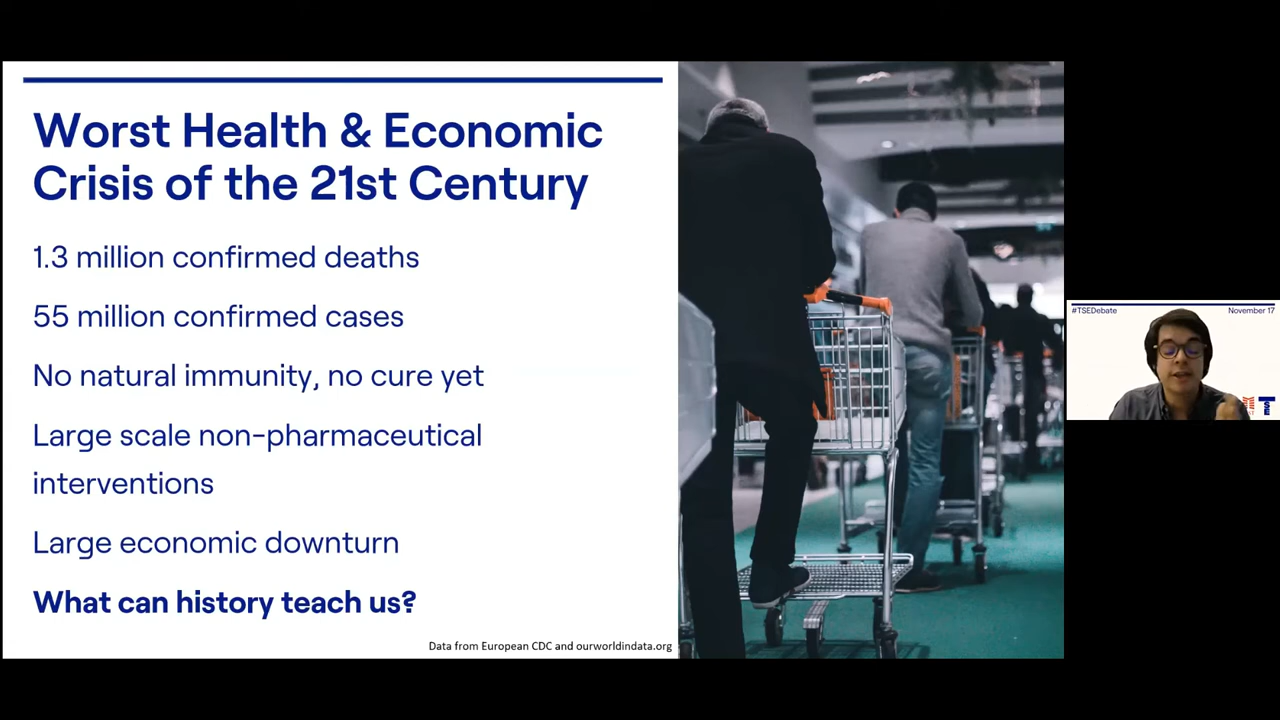 Worst Health & Economic
Crisis of the 21st Century
1.3 million confirmed deaths
55 million confirmed cases
No natural immunity, no cure yet
Large scale non-pharmaceutical
interventions
Large economic downturn
What can history teach us?
Data from European CDC and ourworldindata.org
#TSEDebate
November 17
TSE